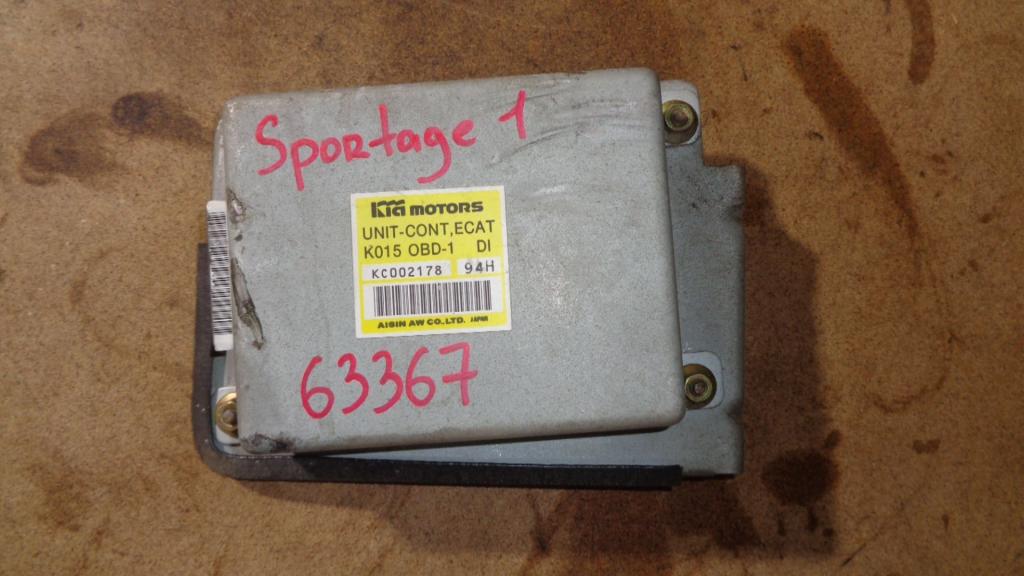 Sportage 1
KIA MOTORS
UNIT-CONT,ECAT
K015 OBD-1 DI
KC002178 94H
AISIN AW CO.,LTD. JAPAN
63367